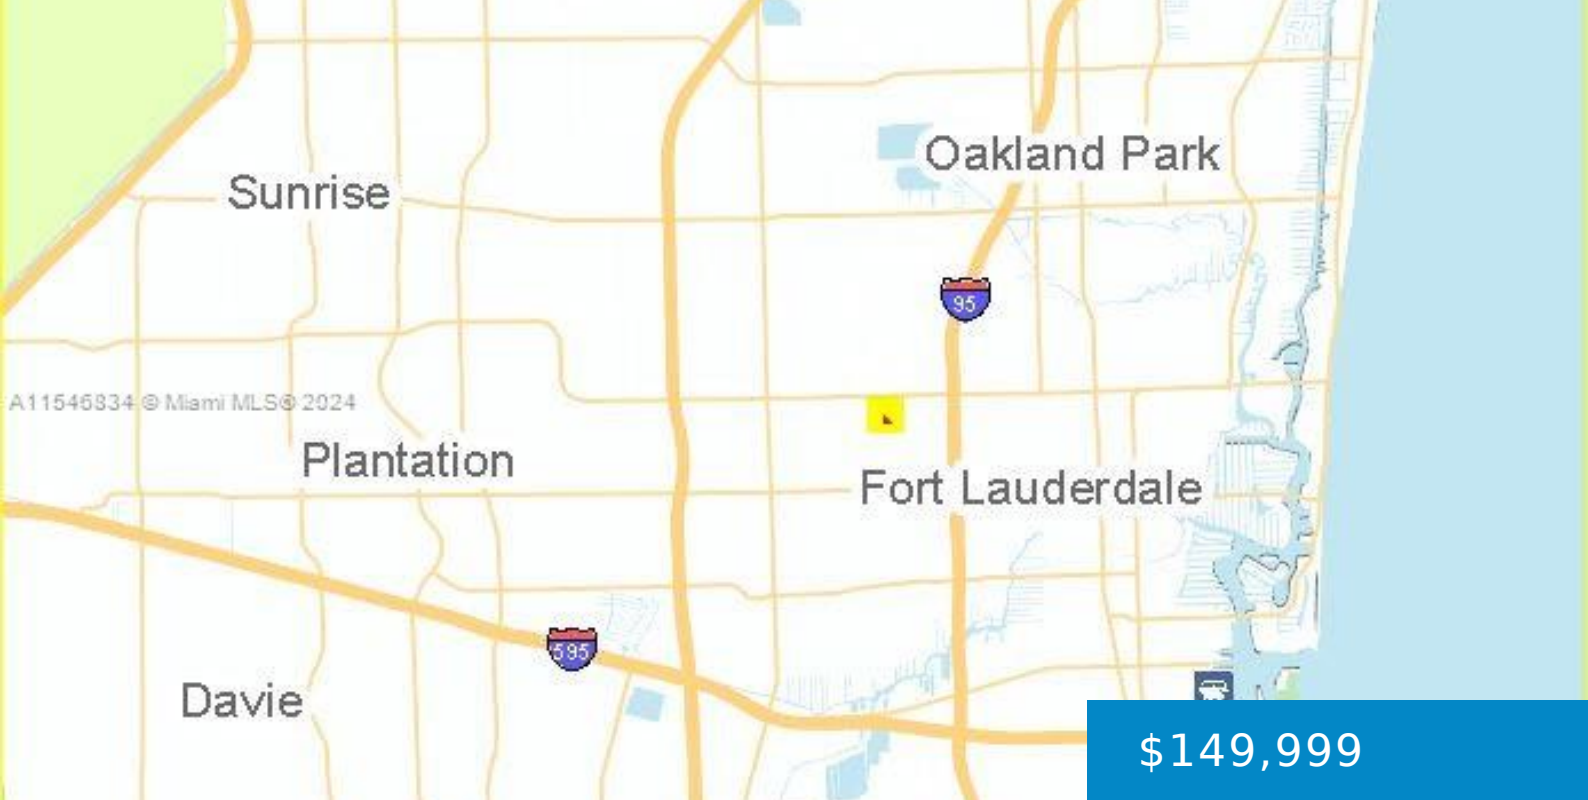 Oakland Park
Sunrise
95
A11546834 © Miami MLS® 2024
Plantation
Fort Lauderdale
595
Davie
$149,999